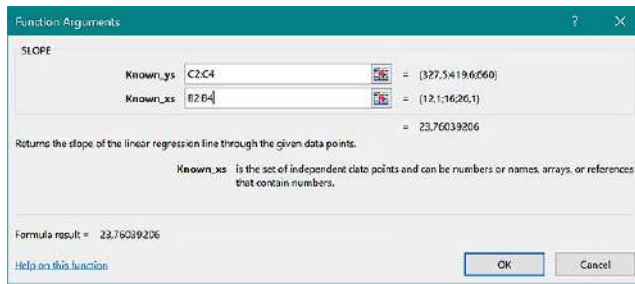 Function Arguments ? ✕
SLOPE
Known_ys C2:C4 = {327,5;419,6;660}
Known_xs B2:B4 = {12,1;16;26,1}
= 23,76039206
Returns the slope of the linear regression line through the given data points.
Known_xs is the set of independent data points and can be numbers or names, arrays, or references
that contain numbers.
Formula result = 23,76039206
Help on this function OK Cancel